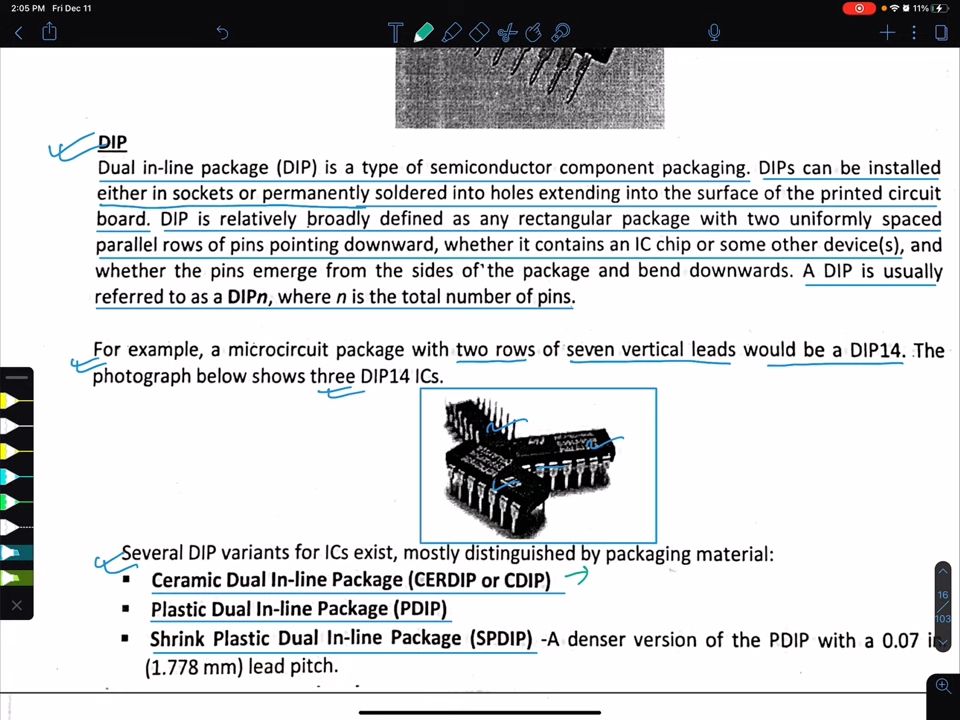 2:05 PM Fri Dec 11
11%
T
DIP
Dual in-line package (DIP) is a type of semiconductor component packaging. DIPs can be installed
either in sockets or permanently soldered into holes extending into the surface of the printed circuit
board. DIP is relatively broadly defined as any rectangular package with two uniformly spaced
parallel rows of pins pointing downward, whether it contains an IC chip or some other device(s), and
whether the pins emerge from the sides of the package and bend downwards. A DIP is usually
referred to as a DIPn, where n is the total number of pins.
For example, a microcircuit package with two rows of seven vertical leads would be a DIP14. The
photograph below shows three DIP14 ICs.
Several DIP variants for ICs exist, mostly distinguished by packaging material:
▪ Ceramic Dual In-line Package (CERDIP or CDIP)
▪ Plastic Dual In-line Package (PDIP)
▪ Shrink Plastic Dual In-line Package (SPDIP) -A denser version of the PDIP with a 0.07 in
(1.778 mm) lead pitch.
16
103